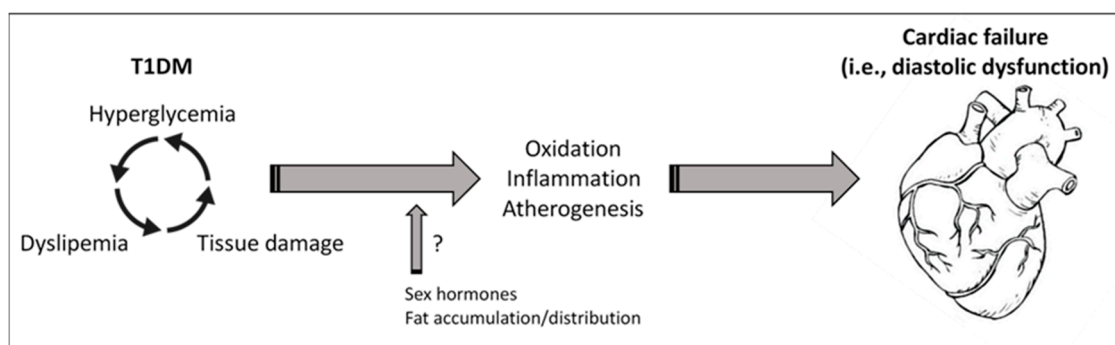 T1DM
Hyperglycemia
Dyslipemia
Tissue damage
?
Sex hormones
Fat accumulation/distribution
Oxidation
Inflammation
Atherogenesis
Cardiac failure
(i.e., diastolic dysfunction)